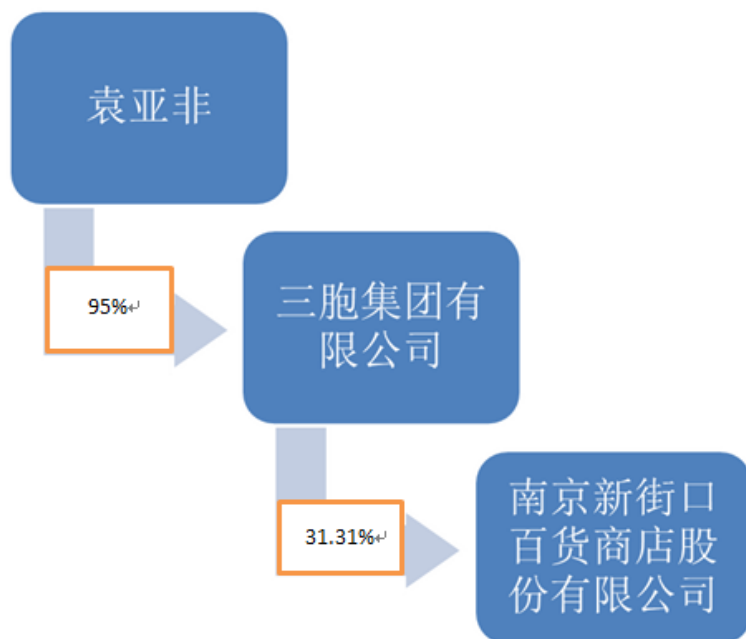 袁亚非
95%↵
三胞集团有
限公司
31.31%↵
南京新街口
百货商店股
份有限公司